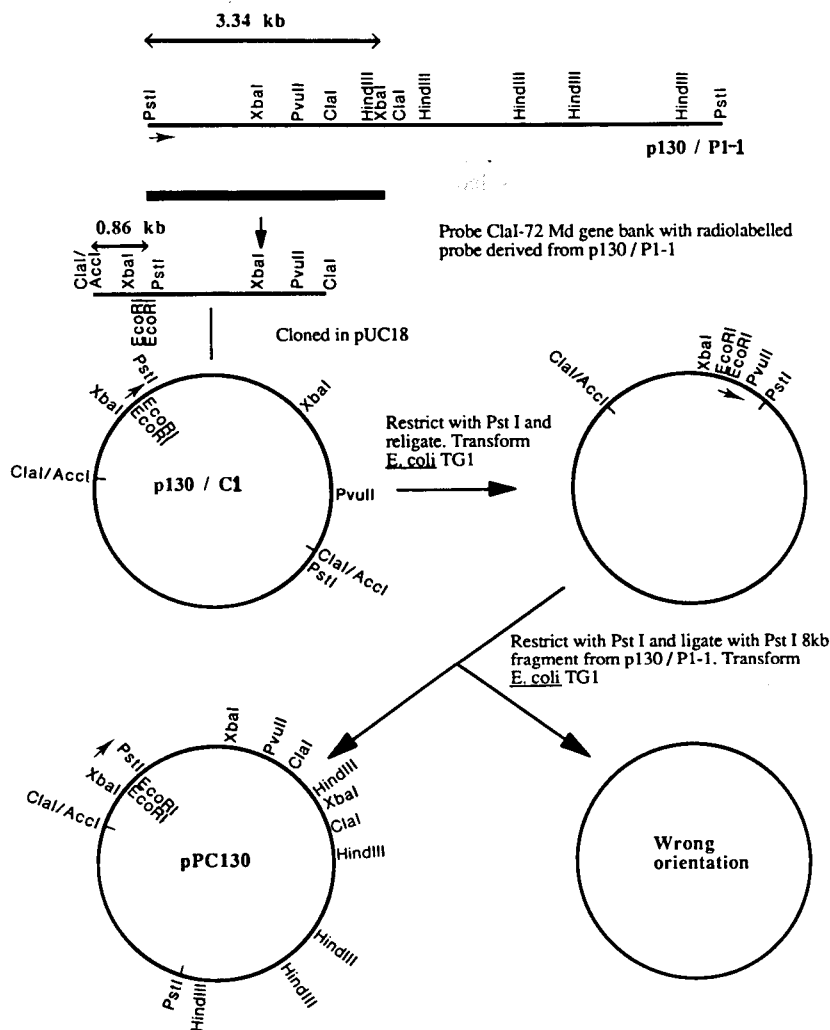 3.34 kb
PstI
XbaI
PvuII
ClaI
HindIII
XbaI
ClaI
HindIII
HindIII
HindIII
HindIII
PstI
p130 / P1-1
0.86 kb
Probe ClaI-72 Md gene bank with radiolabelled
probe derived from p130 / P1-1
ClaI/
AccI
XbaI
PstI
XbaI
PvuII
ClaI
EcoRI
EcoRI
Cloned in pUC18
XbaI
PstI
EcoRI
EcoRI
XbaI
ClaI/AccI
p130 / C1
PvuII
ClaI/AccI
PstI
Restrict with Pst I and
religate. Transform
E. coli TG1
ClaI/AccI
XbaI
EcoRI
EcoRI
PvuII
PstI
Restrict with Pst I and ligate with Pst I 8kb
fragment from p130 / P1-1. Transform
E. coli TG1
XbaI
PvuII
ClaI
HindIII
XbaI
ClaI
HindIII
HindIII
HindIII
HindIII
PstI
ClaI/AccI
XbaI
PstI
EcoRI
EcoRI
pPC130
Wrong
orientation